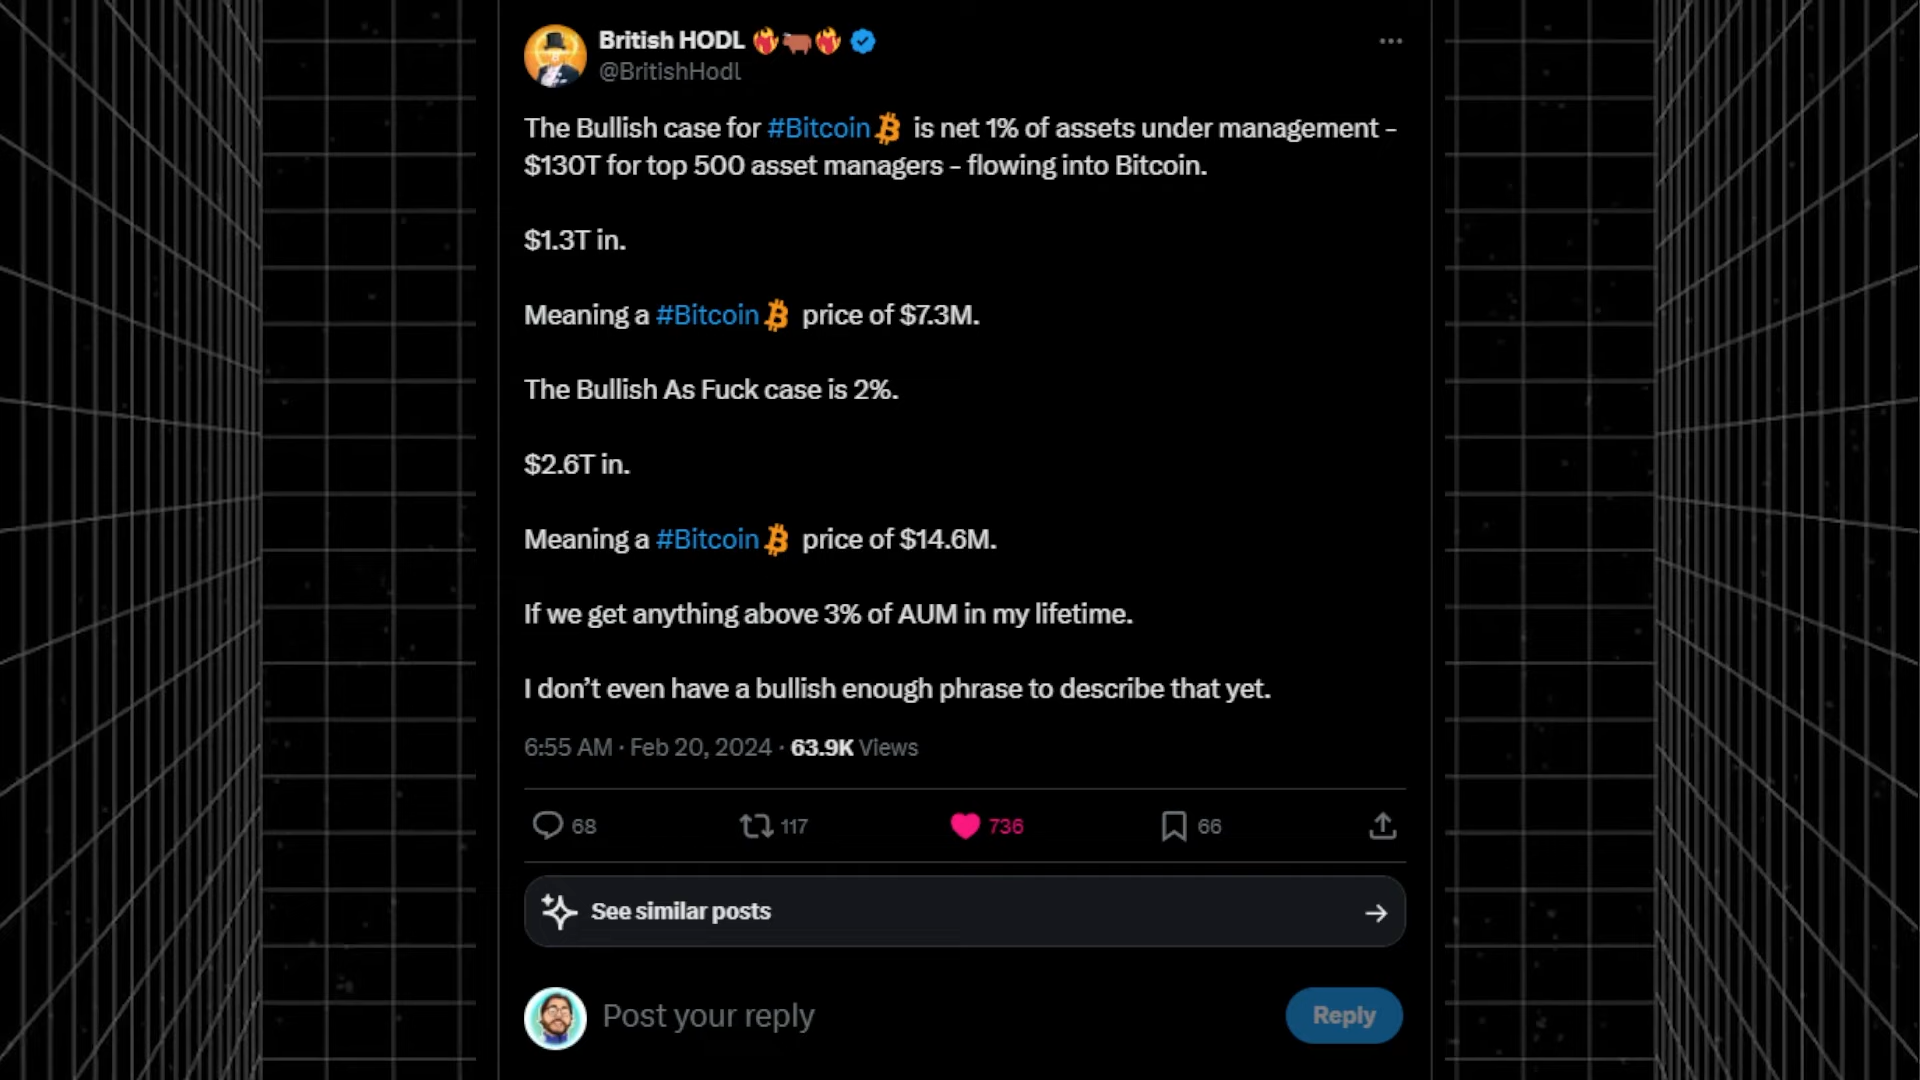 British HODL 🔥🐂🔥
@BritishHodl
The Bullish case for #Bitcoin₿ is net 1% of assets under management -
$130T for top 500 asset managers - flowing into Bitcoin.
$1.3T in.
Meaning a #Bitcoin₿ price of $7.3M.
The Bullish As Fuck case is 2%.
$2.6T in.
Meaning a #Bitcoin₿ price of $14.6M.
If we get anything above 3% of AUM in my lifetime.
I don’t even have a bullish enough phrase to describe that yet.
6:55 AM · Feb 20, 2024 · 63.9K Views
68 117 736 66
See similar posts
Post your reply Reply